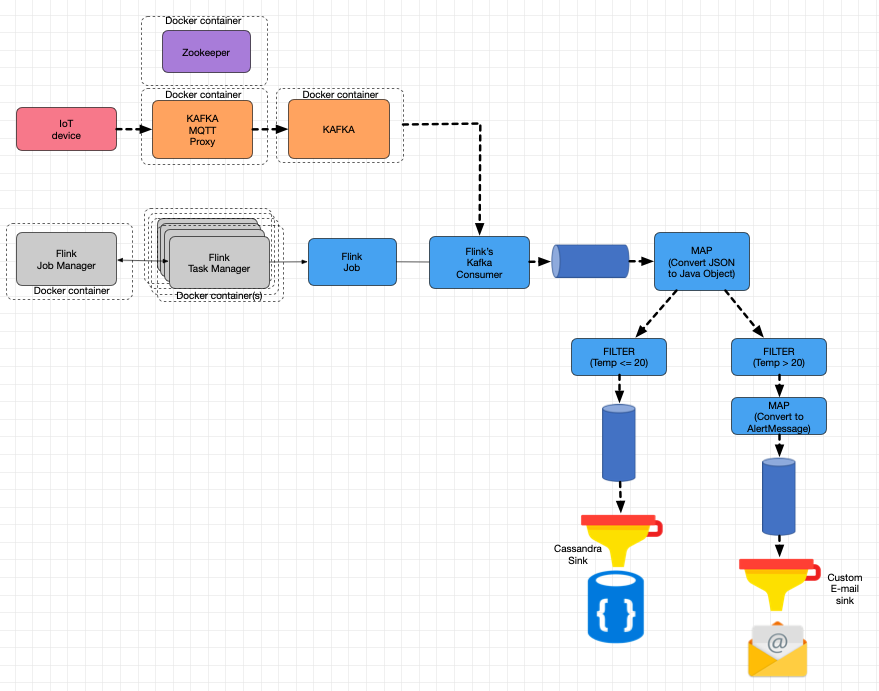 Docker container
Zookeeper
Docker container
Docker container
IoT
device
KAFKA
MQTT
Proxy
KAFKA
Flink
Job Manager
Docker container
Flink
Task Manager
Docker container(s)
Flink
Job
Flink's
Kafka
Consumer
MAP
(Convert JSON
to Java Object)
FILTER
(Temp <= 20)
FILTER
(Temp > 20)
MAP
(Convert to
AlertMessage)
Cassandra
Sink
{ }
Custom
E-mail
sink
@